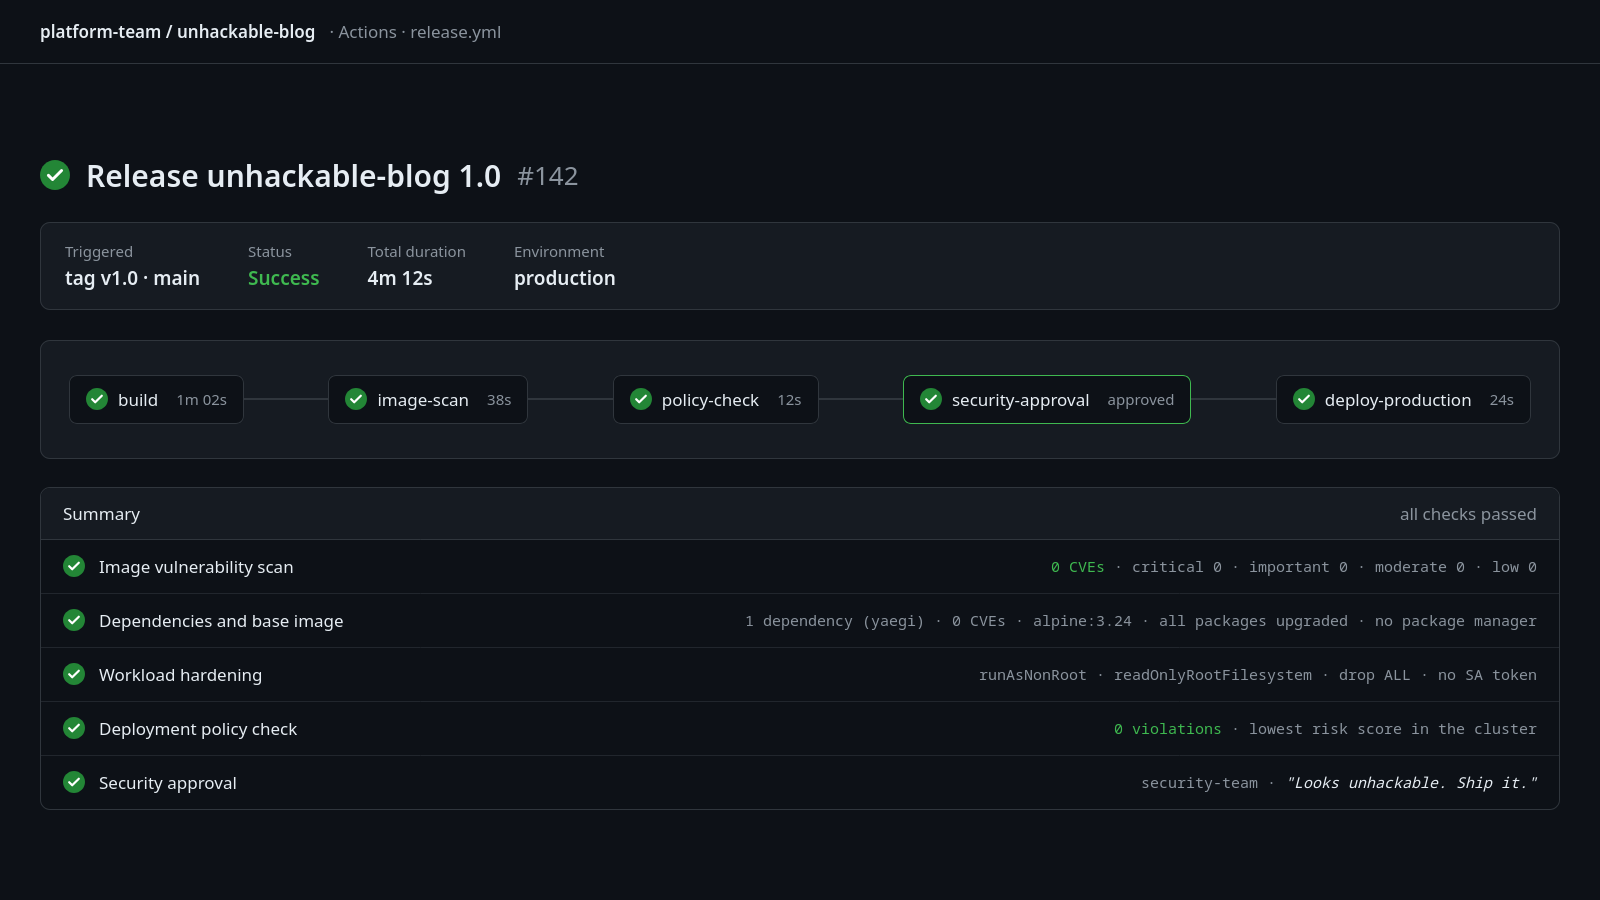 platform-team / unhackable-blog · Actions · release.yml
Release unhackable-blog 1.0 #142
Triggered Status Total duration Environment
tag v1.0 · main Success 4m 12s production
build 1m 02s image-scan 38s policy-check 12s security-approval approved deploy-production 24s
Summary all checks passed
Image vulnerability scan 0 CVEs · critical 0 · important 0 · moderate 0 · low 0
Dependencies and base image 1 dependency (yaegi) · 0 CVEs · alpine:3.24 · all packages upgraded · no package manager
Workload hardening runAsNonRoot · readOnlyRootFilesystem · drop ALL · no SA token
Deployment policy check 0 violations · lowest risk score in the cluster
Security approval security-team · "Looks unhackable. Ship it."